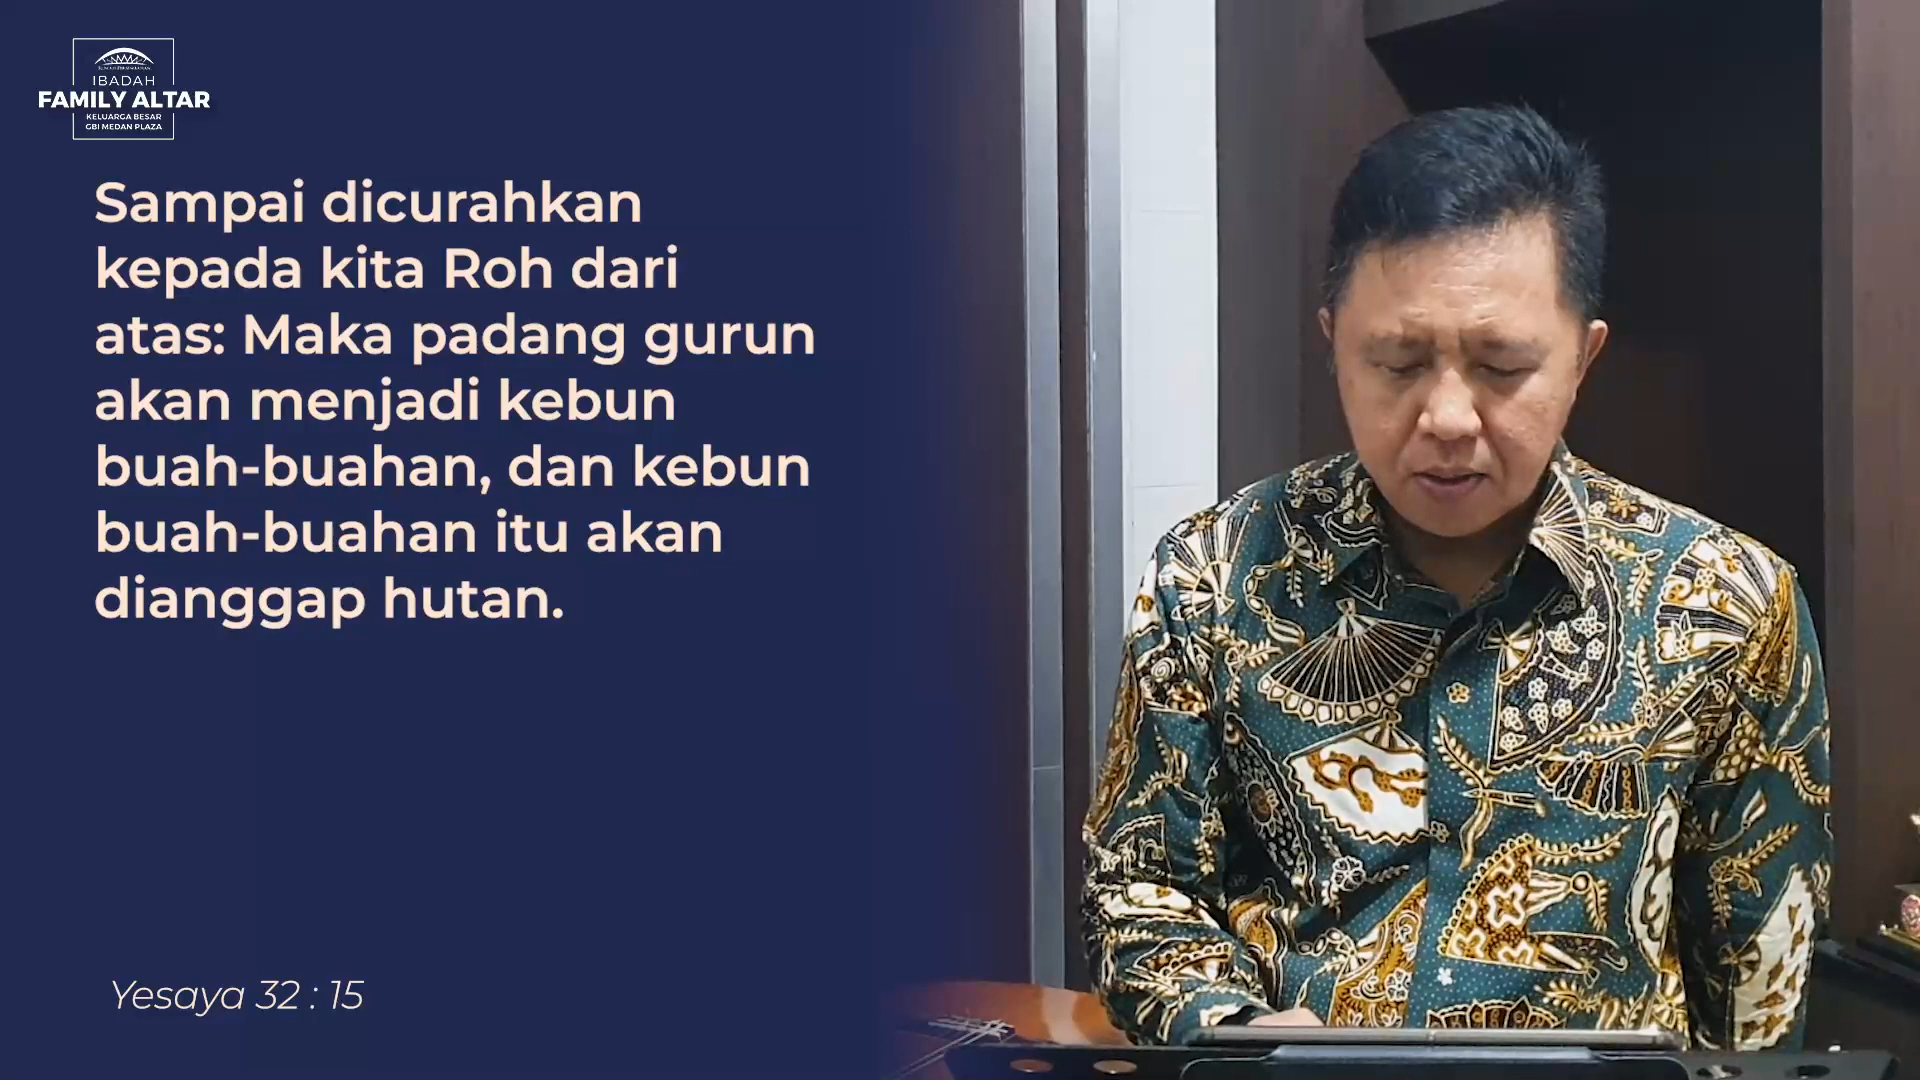 IBADAH
FAMILY ALTAR
KELUARGA BESAR
GBI MEDAN PLAZA
Sampai dicurahkan
kepada kita Roh dari
atas: Maka padang gurun
akan menjadi kebun
buah-buahan, dan kebun
buah-buahan itu akan
dianggap hutan.
Yesaya 32 : 15